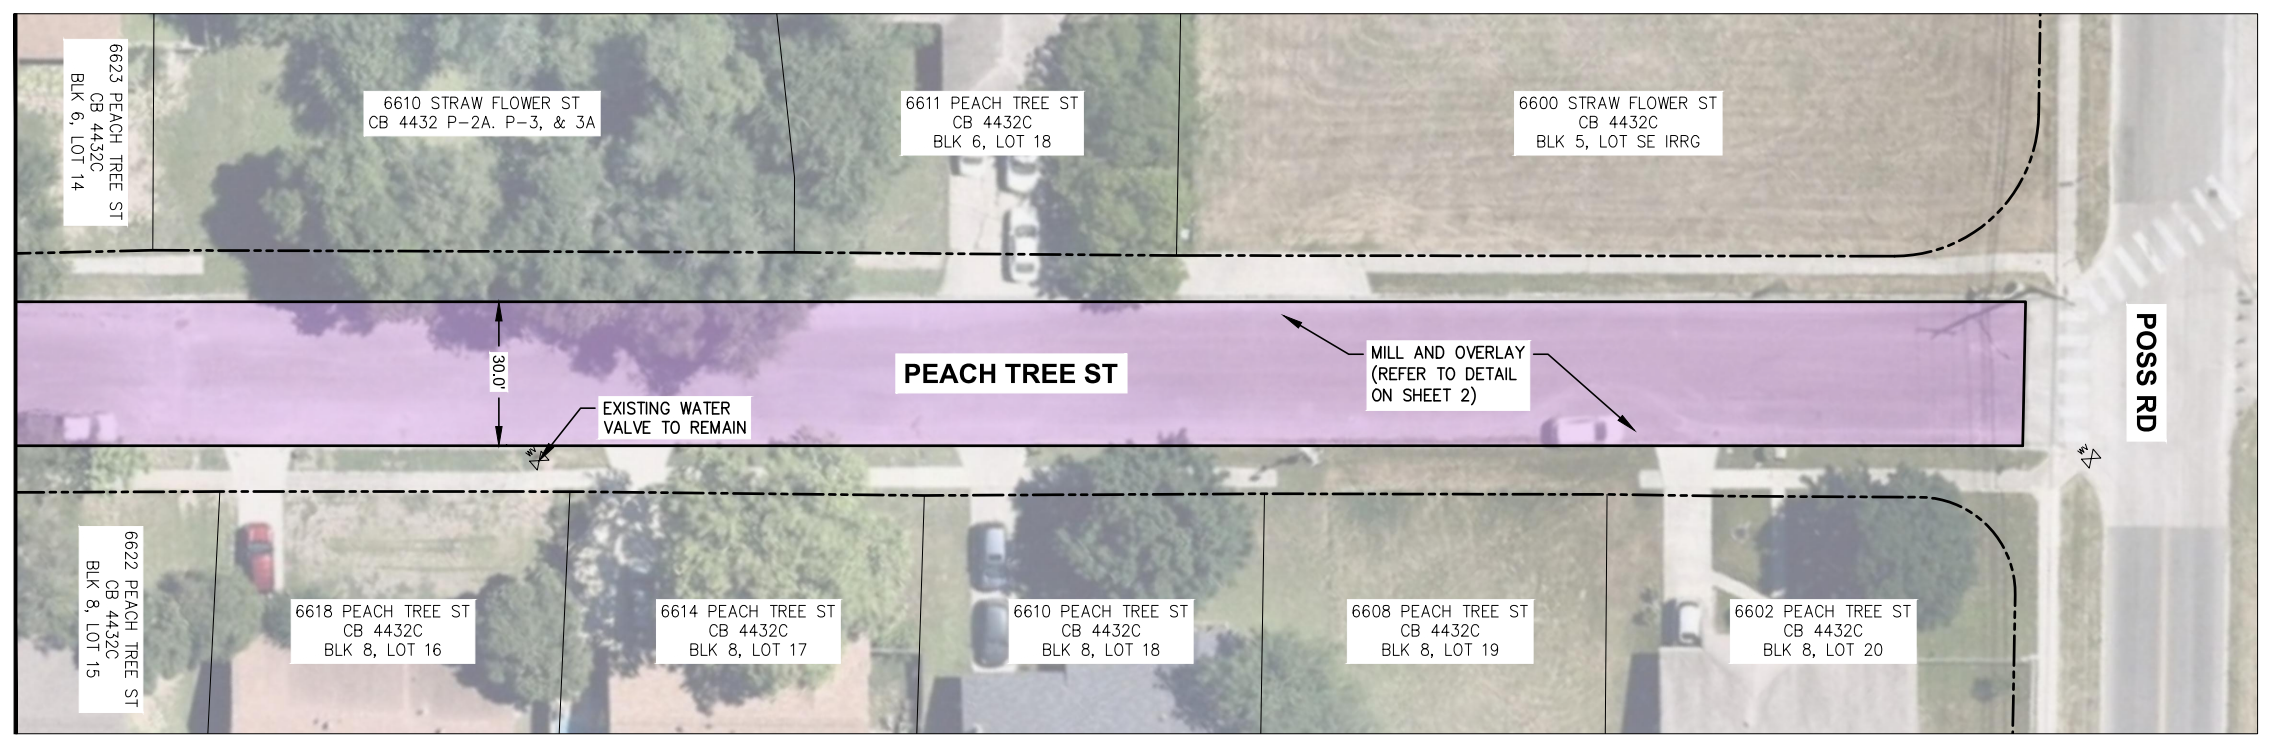 6623 PEACH TREE ST
CB 4432C
BLK 6, LOT 14
6610 STRAW FLOWER ST
CB 4432 P-2A. P-3, & 3A
6611 PEACH TREE ST
CB 4432C
BLK 6, LOT 18
6600 STRAW FLOWER ST
CB 4432C
BLK 5, LOT SE IRRG
30.0'
EXISTING WATER
VALVE TO REMAIN
WV
PEACH TREE ST
MILL AND OVERLAY
(REFER TO DETAIL
ON SHEET 2)
POSS RD
WV
6622 PEACH TREE ST
CB 4432C
BLK 8, LOT 15
6618 PEACH TREE ST
CB 4432C
BLK 8, LOT 16
6614 PEACH TREE ST
CB 4432C
BLK 8, LOT 17
6610 PEACH TREE ST
CB 4432C
BLK 8, LOT 18
6608 PEACH TREE ST
CB 4432C
BLK 8, LOT 19
6602 PEACH TREE ST
CB 4432C
BLK 8, LOT 20